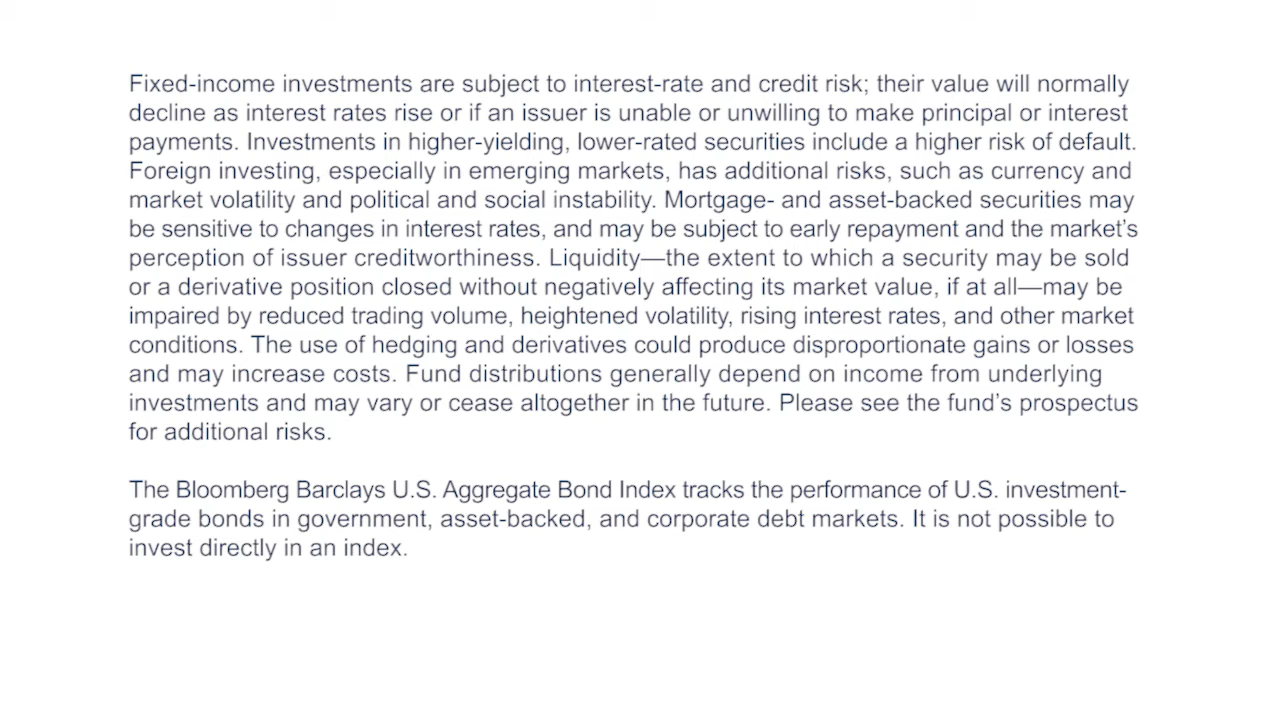 Fixed-income investments are subject to interest-rate and credit risk; their value will normally
decline as interest rates rise or if an issuer is unable or unwilling to make principal or interest
payments. Investments in higher-yielding, lower-rated securities include a higher risk of default.
Foreign investing, especially in emerging markets, has additional risks, such as currency and
market volatility and political and social instability. Mortgage- and asset-backed securities may
be sensitive to changes in interest rates, and may be subject to early repayment and the market’s
perception of issuer creditworthiness. Liquidity—the extent to which a security may be sold
or a derivative position closed without negatively affecting its market value, if at all—may be
impaired by reduced trading volume, heightened volatility, rising interest rates, and other market
conditions. The use of hedging and derivatives could produce disproportionate gains or losses
and may increase costs. Fund distributions generally depend on income from underlying
investments and may vary or cease altogether in the future. Please see the fund’s prospectus
for additional risks.
The Bloomberg Barclays U.S. Aggregate Bond Index tracks the performance of U.S. investment-
grade bonds in government, asset-backed, and corporate debt markets. It is not possible to
invest directly in an index.